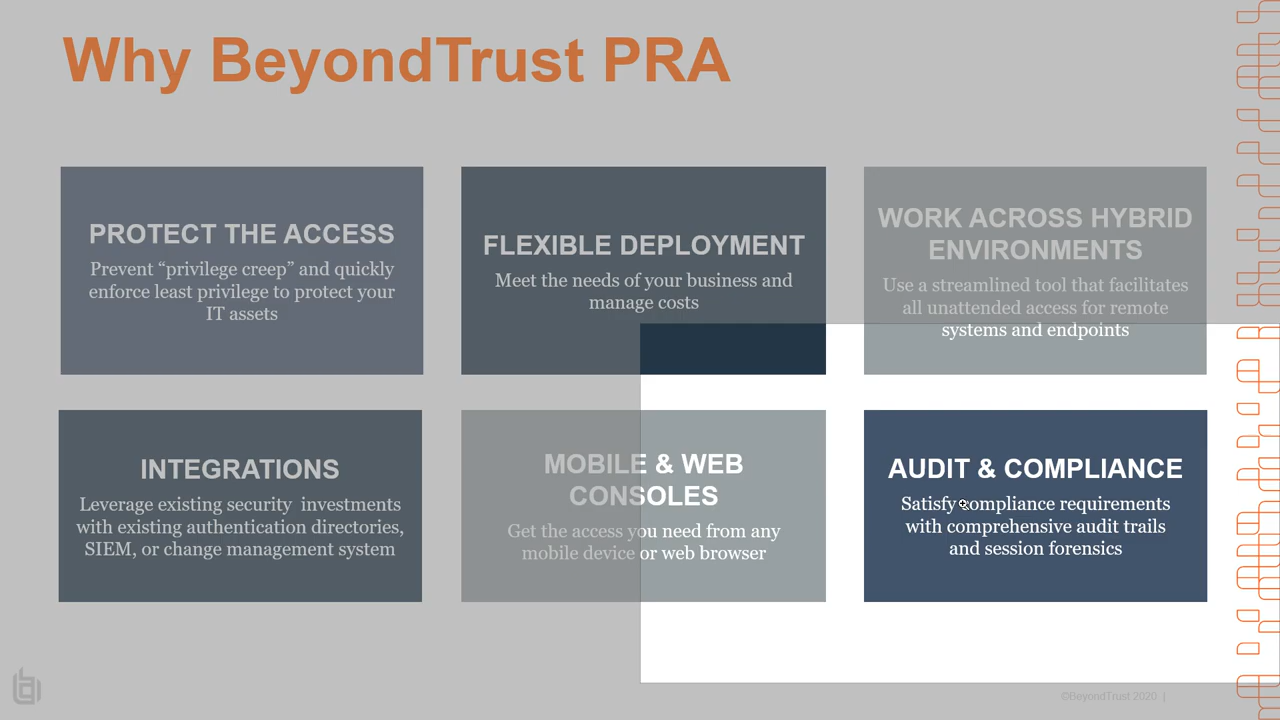 Why BeyondTrust PRA
PROTECT THE ACCESS
Prevent “privilege creep” and quickly
enforce least privilege to protect your
IT assets
FLEXIBLE DEPLOYMENT
Meet the needs of your business and
manage costs
WORK ACROSS HYBRID
ENVIRONMENTS
Use a streamlined tool that facilitates
all unattended access for remote
systems and endpoints
INTEGRATIONS
Leverage existing security investments
with existing authentication directories,
SIEM, or change management system
MOBILE & WEB
CONSOLES
Get the access you need from any
mobile device or web browser
AUDIT & COMPLIANCE
Satisfy compliance requirements
with comprehensive audit trails
and session forensics
©BeyondTrust 2020 |